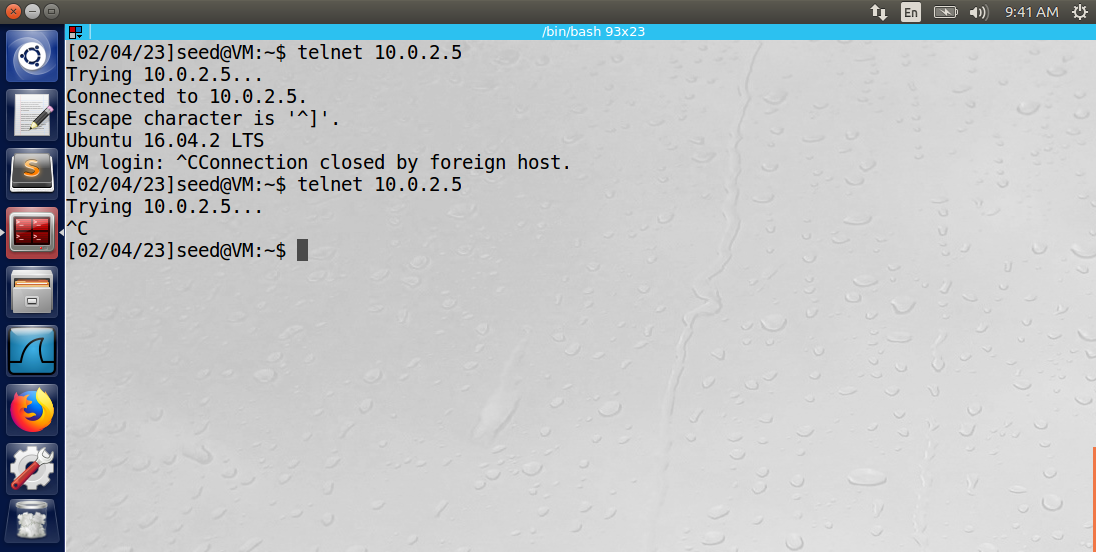 En
9:41 AM
/bin/bash 93x23
[02/04/23]seed@VM:~$ telnet 10.0.2.5
Trying 10.0.2.5...
Connected to 10.0.2.5.
Escape character is '^]'.
Ubuntu 16.04.2 LTS
VM login: ^CConnection closed by foreign host.
[02/04/23]seed@VM:~$ telnet 10.0.2.5
Trying 10.0.2.5...
^C
[02/04/23]seed@VM:~$